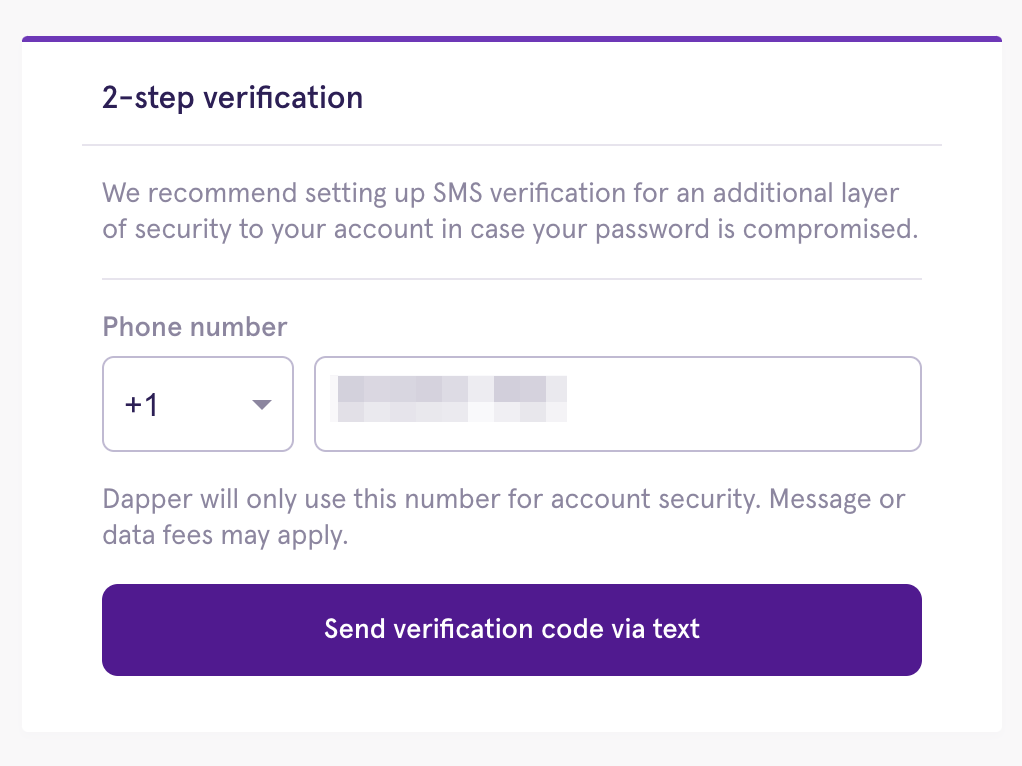 2-step verification
We recommend setting up SMS verification for an additional layer
of security to your account in case your password is compromised.
Phone number
+1
Dapper will only use this number for account security. Message or
data fees may apply.
Send verification code via text